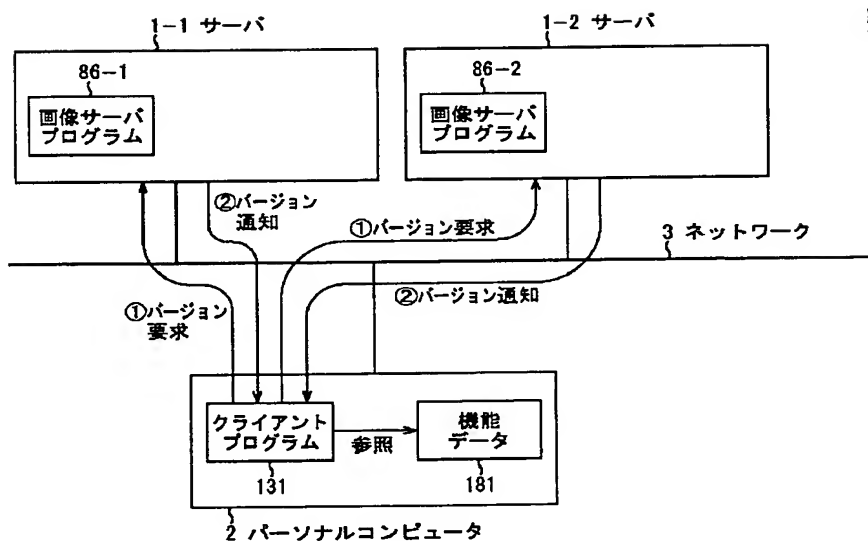 1-1 サーバ
1-2 サーバ
86-1
画像サーバ
プログラム
86-2
画像サーバ
プログラム
②バージョン
通知
①バージョン要求
3 ネットワーク
①バージョン
要求
②バージョン通知
クライアント
プログラム
参照
機能
データ
131
181
2 パーソナルコンピュータ